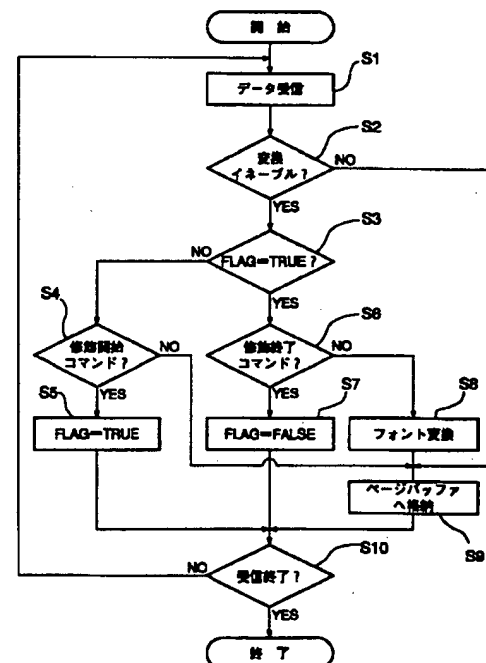 開始
S1
データ受信
S2
変換
イネーブル?
NO
YES
S3
FLAG=TRUE?
NO
YES
S4
修飾開始
コマンド?
NO
YES
S6
修飾終了
コマンド?
NO
YES
S5
FLAG=TRUE
S7
FLAG=FALSE
S8
フォント変換
ページバッファ
へ格納
S9
S10
受信終了?
NO
YES
終了